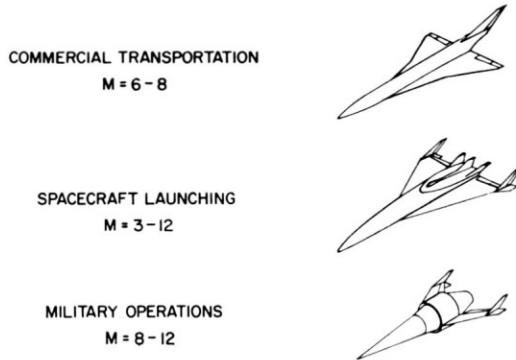 COMMERCIAL TRANSPORTATION
M = 6 - 8
SPACECRAFT LAUNCHING
M = 3 - 12
MILITARY OPERATIONS
M = 8 - 12